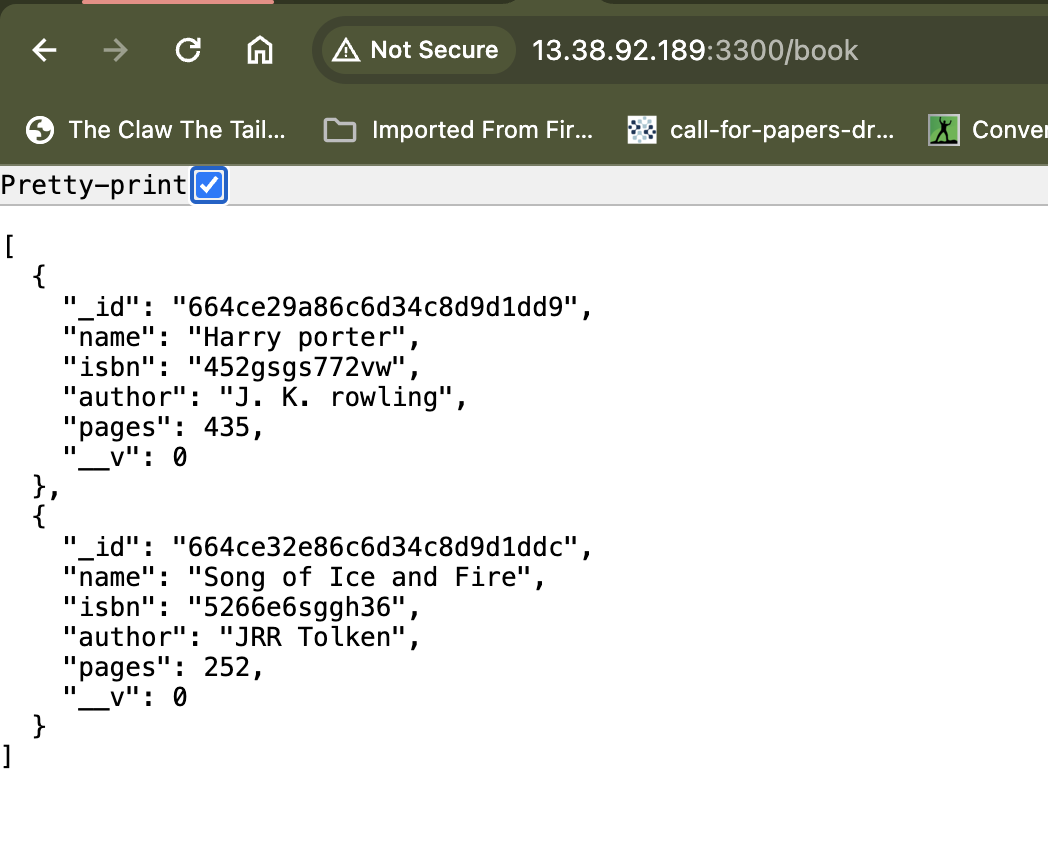 Not Secure 13.38.92.189:3300/book
The Claw The Tail... Imported From Fir... call-for-papers-dr... Conver
Pretty-print
[
  {
    "_id": "664ce29a86c6d34c8d9d1dd9",
    "name": "Harry porter",
    "isbn": "452gsgs772vw",
    "author": "J. K. rowling",
    "pages": 435,
    "__v": 0
  },
  {
    "_id": "664ce32e86c6d34c8d9d1ddc",
    "name": "Song of Ice and Fire",
    "isbn": "5266e6sggh36",
    "author": "JRR Tolken",
    "pages": 252,
    "__v": 0
  }
]